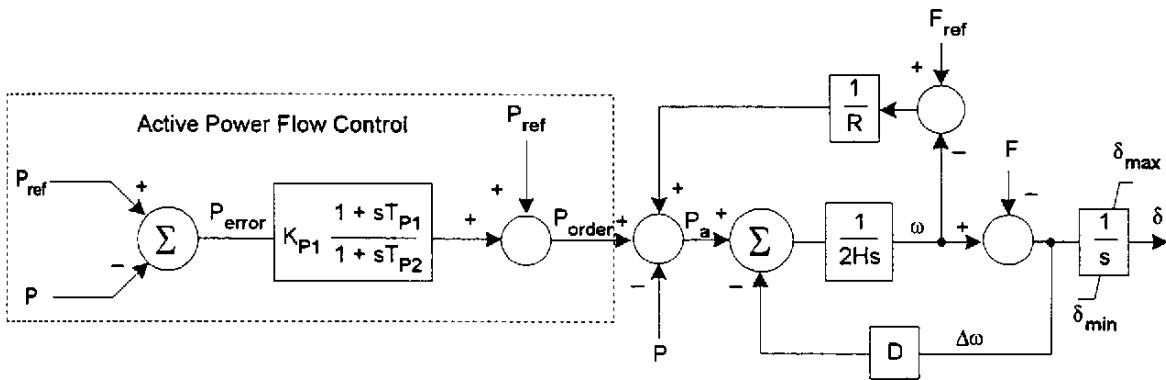 F_ref
+
1
R
−
Active Power Flow Control
P_ref
F
−
δ_max
P_ref
+
Σ
P_error
K_P1 1 + sT_P1
1 + sT_P2
+
+
P_order
+
+
P_a
+
Σ
1
2Hs
ω
+
1
s
δ
−
P
−
P
−
D
Δω
δ_min